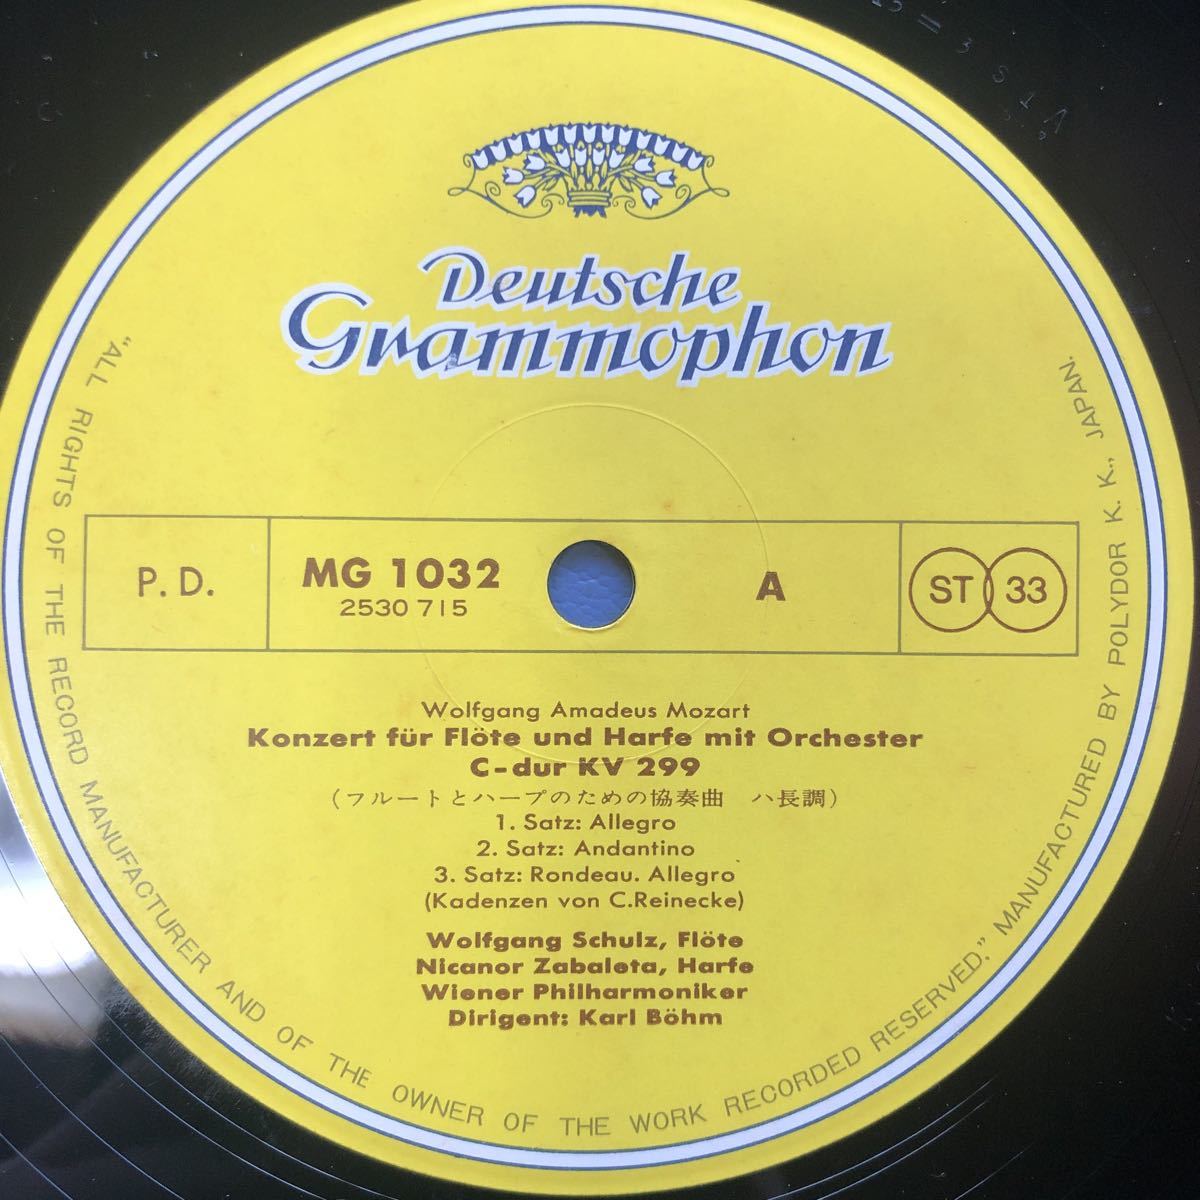 Deutsche
Grammophon
P. D.
MG 1032
2530 715
A
ST 33
Wolfgang Amadeus Mozart
Konzert für Flöte und Harfe mit Orchester
C-dur KV 299
(フルートとハープのための協奏曲 ハ長調)
1. Satz: Allegro
2. Satz: Andantino
3. Satz: Rondeau. Allegro
(Kadenzen von C.Reinecke)
Wolfgang Schulz, Flöte
Nicanor Zabaleta, Harfe
Wiener Philharmoniker
Dirigent: Karl Böhm
"ALL RIGHTS OF THE RECORD MANUFACTURER AND OF THE OWNER OF THE WORK RECORDED RESERVED." MANUFACTURED BY POLYDOR K. K., JAPAN.